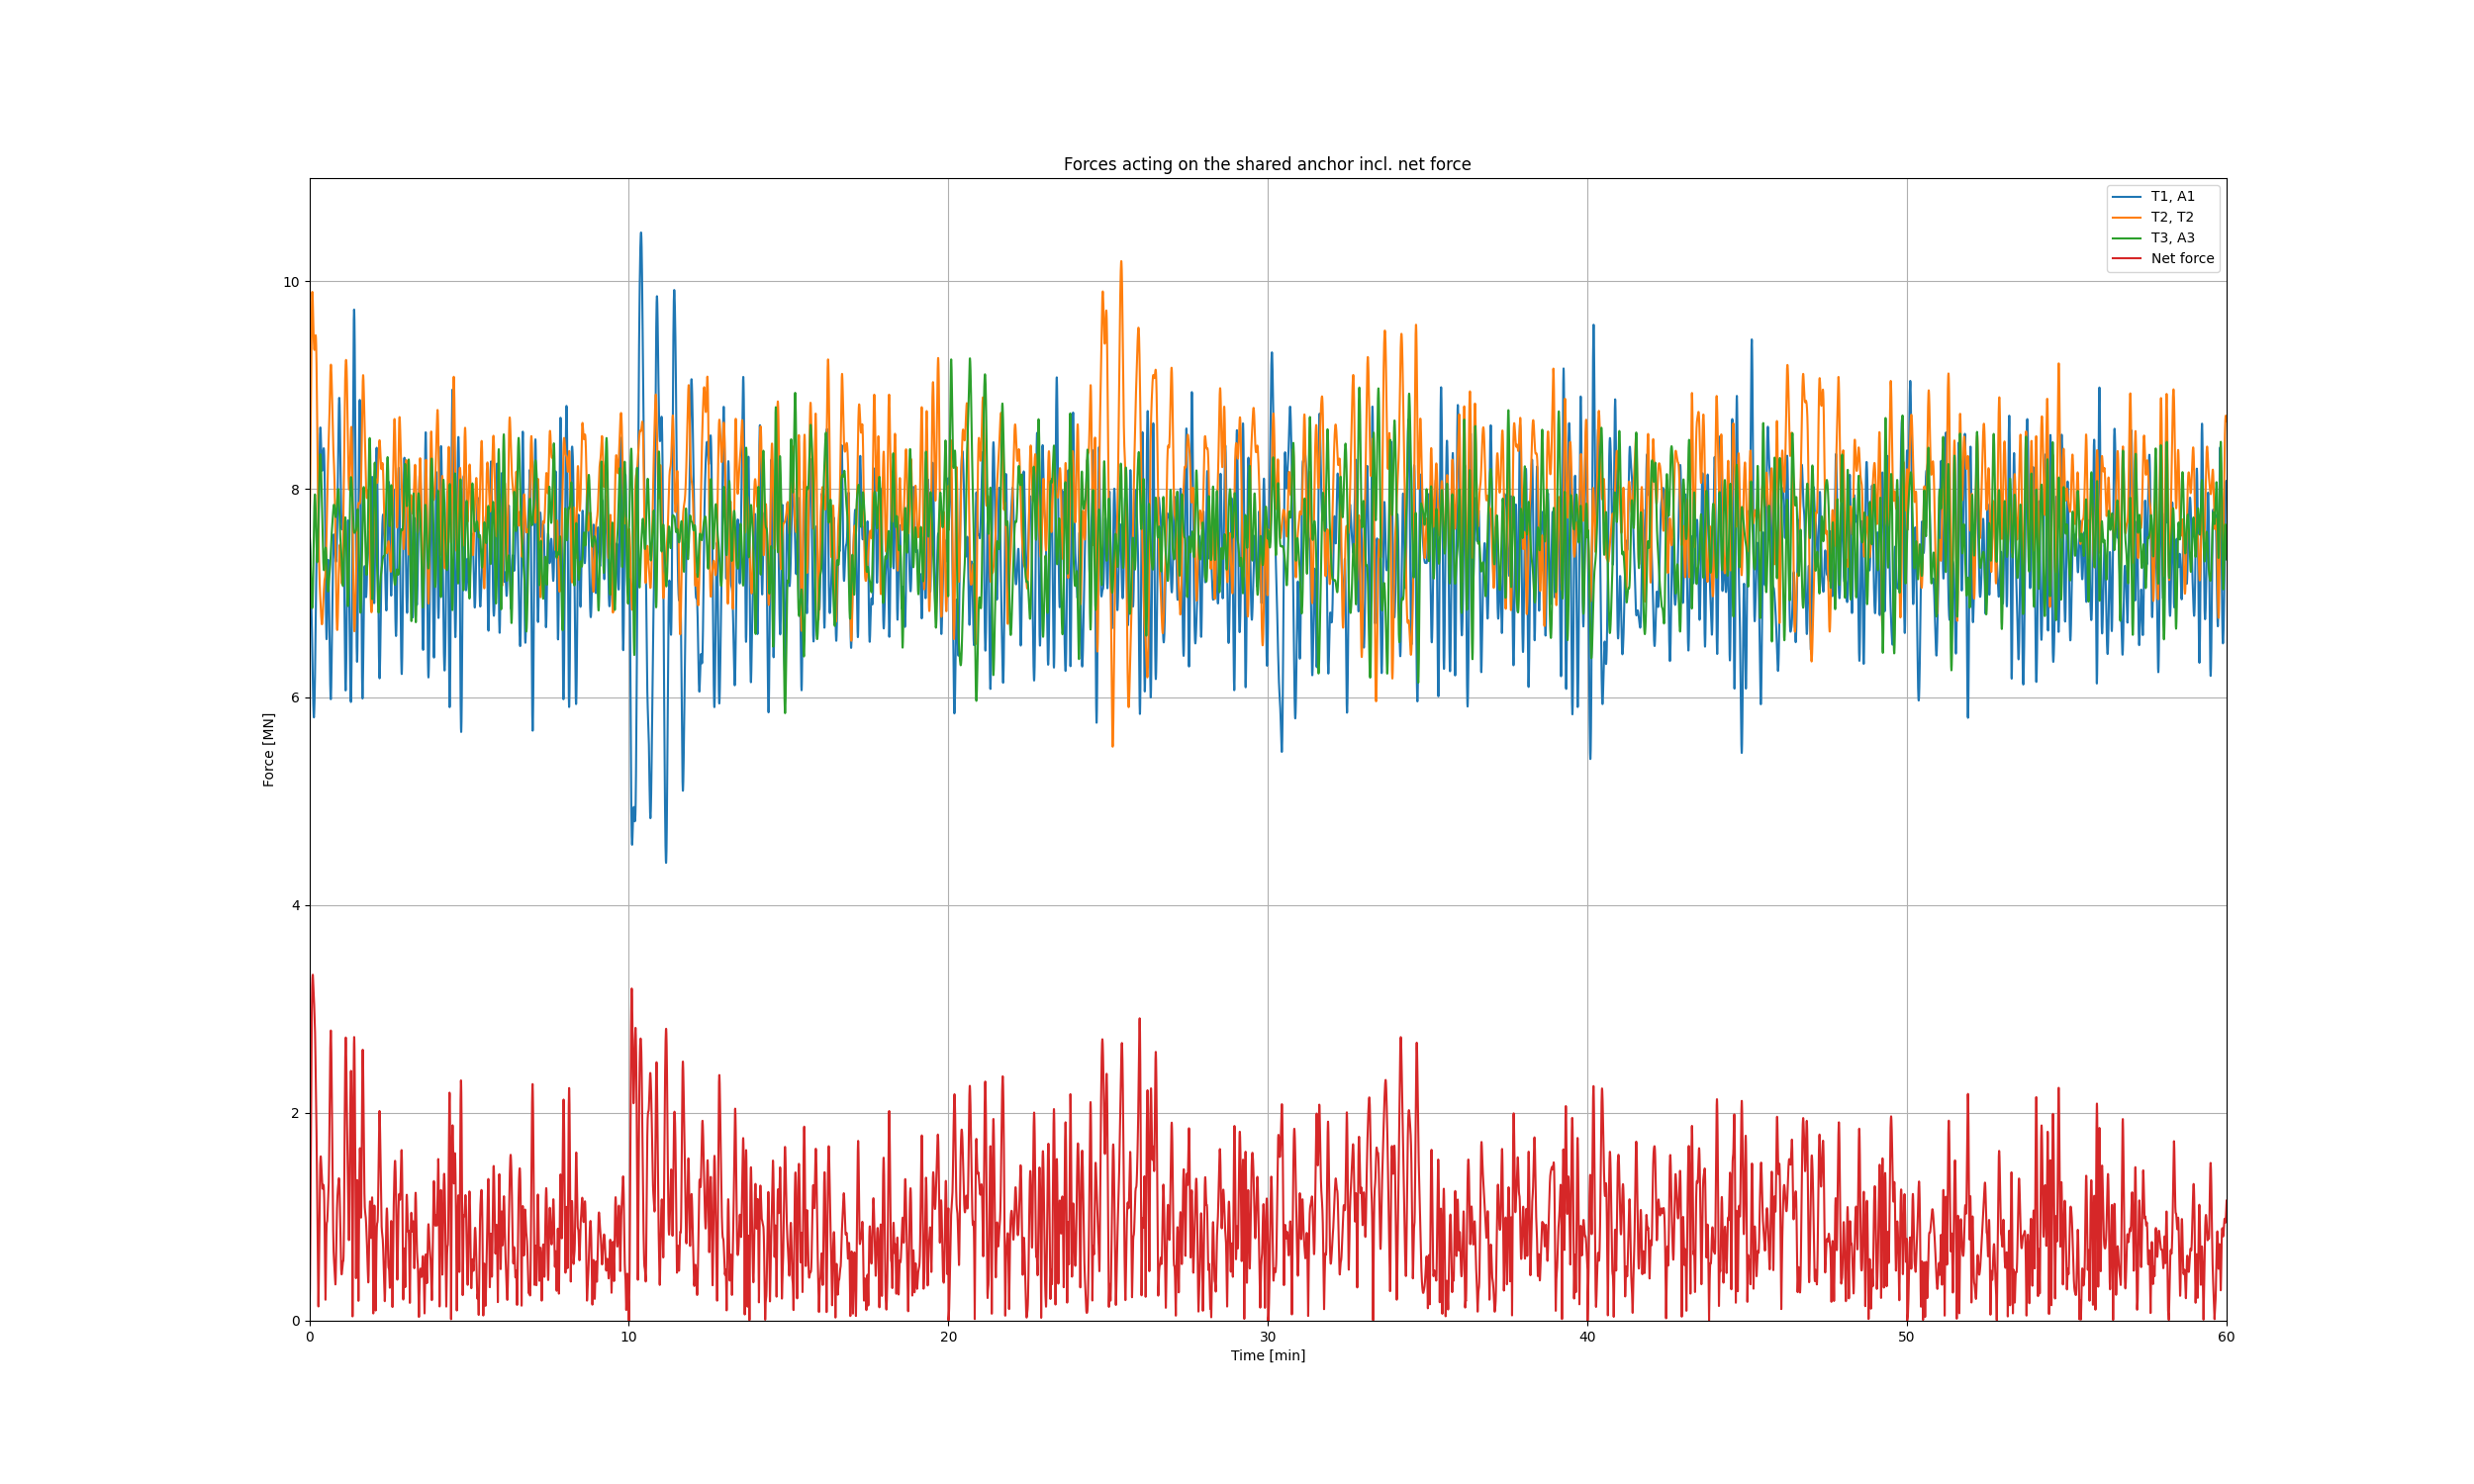 Forces acting on the shared anchor incl. net force
T1, A1
T2, T2
T3, A3
Net force
10
8
6
4
2
0
Force [MN]
0 10 20 30 40 50 60
Time [min]